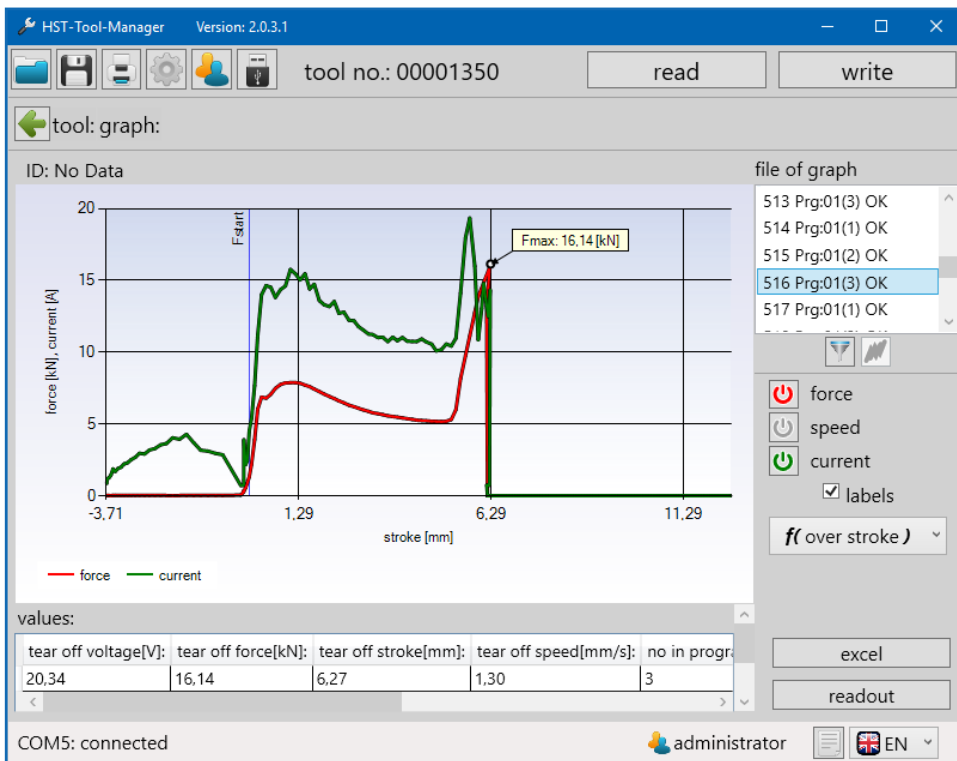 HST-Tool-Manager Version: 2.0.3.1
tool no.: 00001350 read write
tool: graph:
ID: No Data
file of graph
513 Prg:01(3) OK
514 Prg:01(1) OK
515 Prg:01(2) OK
516 Prg:01(3) OK
517 Prg:01(1) OK
force [kN], current [A]
20
15
10
5
0
Fstart
Fmax: 16,14 [kN]
-3,71 1,29 6,29 11,29
stroke [mm]
force current
force
speed
current
labels
f( over stroke )
values:
tear off voltage[V]: tear off force[kN]: tear off stroke[mm]: tear off speed[mm/s]: no in progra
20,34 16,14 6,27 1,30 3
excel
readout
COM5: connected administrator EN